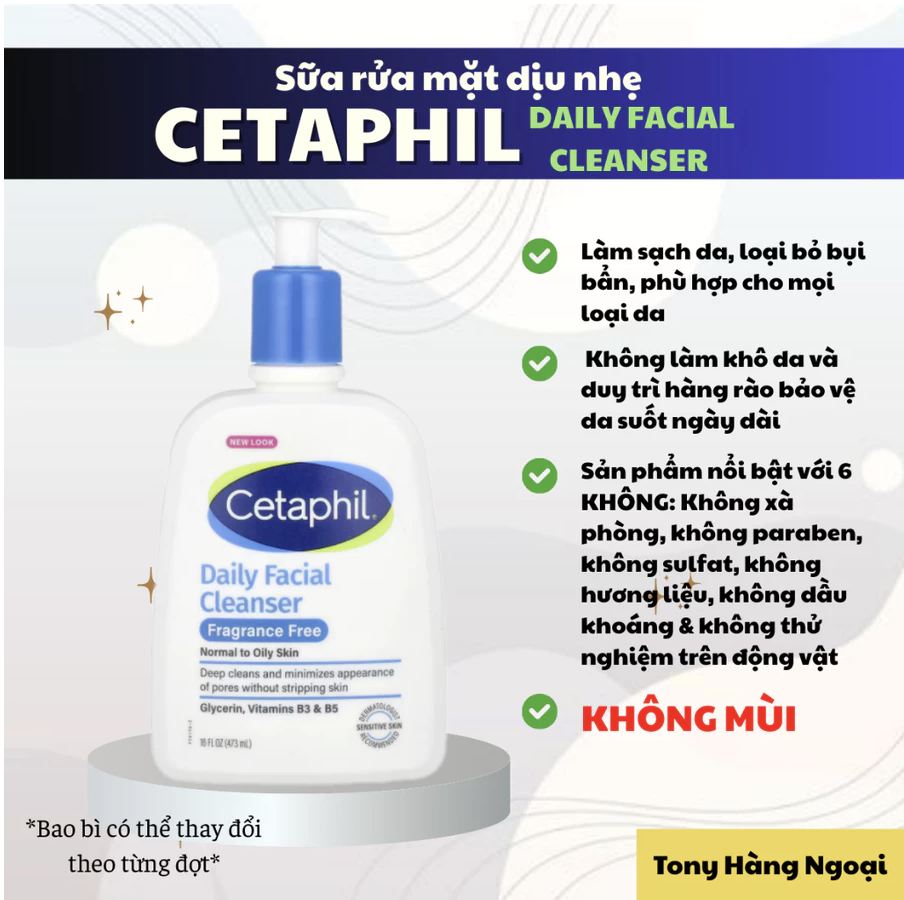 Sữa rửa mặt dịu nhẹ
CETAPHIL
DAILY FACIAL
CLEANSER
Làm sạch da, loại bỏ bụi
bẩn, phù hợp cho mọi
loại da
Không làm khô da và
duy trì hàng rào bảo vệ
da suốt ngày dài
Sản phẩm nổi bật với 6
KHÔNG: Không xà
phòng, không paraben,
không sulfat, không
hương liệu, không dầu
khoáng & không thử
nghiệm trên động vật
KHÔNG MÙI
NEW LOOK
Cetaphil®
Daily Facial
Cleanser
Fragrance Free
Normal to Oily Skin
Deep cleans and minimizes appearance
of pores without stripping skin
Glycerin, Vitamins B3 & B5
DERMATOLOGIST
SENSITIVE SKIN
RECOMMENDED
16 FL OZ (473 mL)
*Bao bì có thể thay đổi
theo từng đợt*
Tony Hàng Ngoại